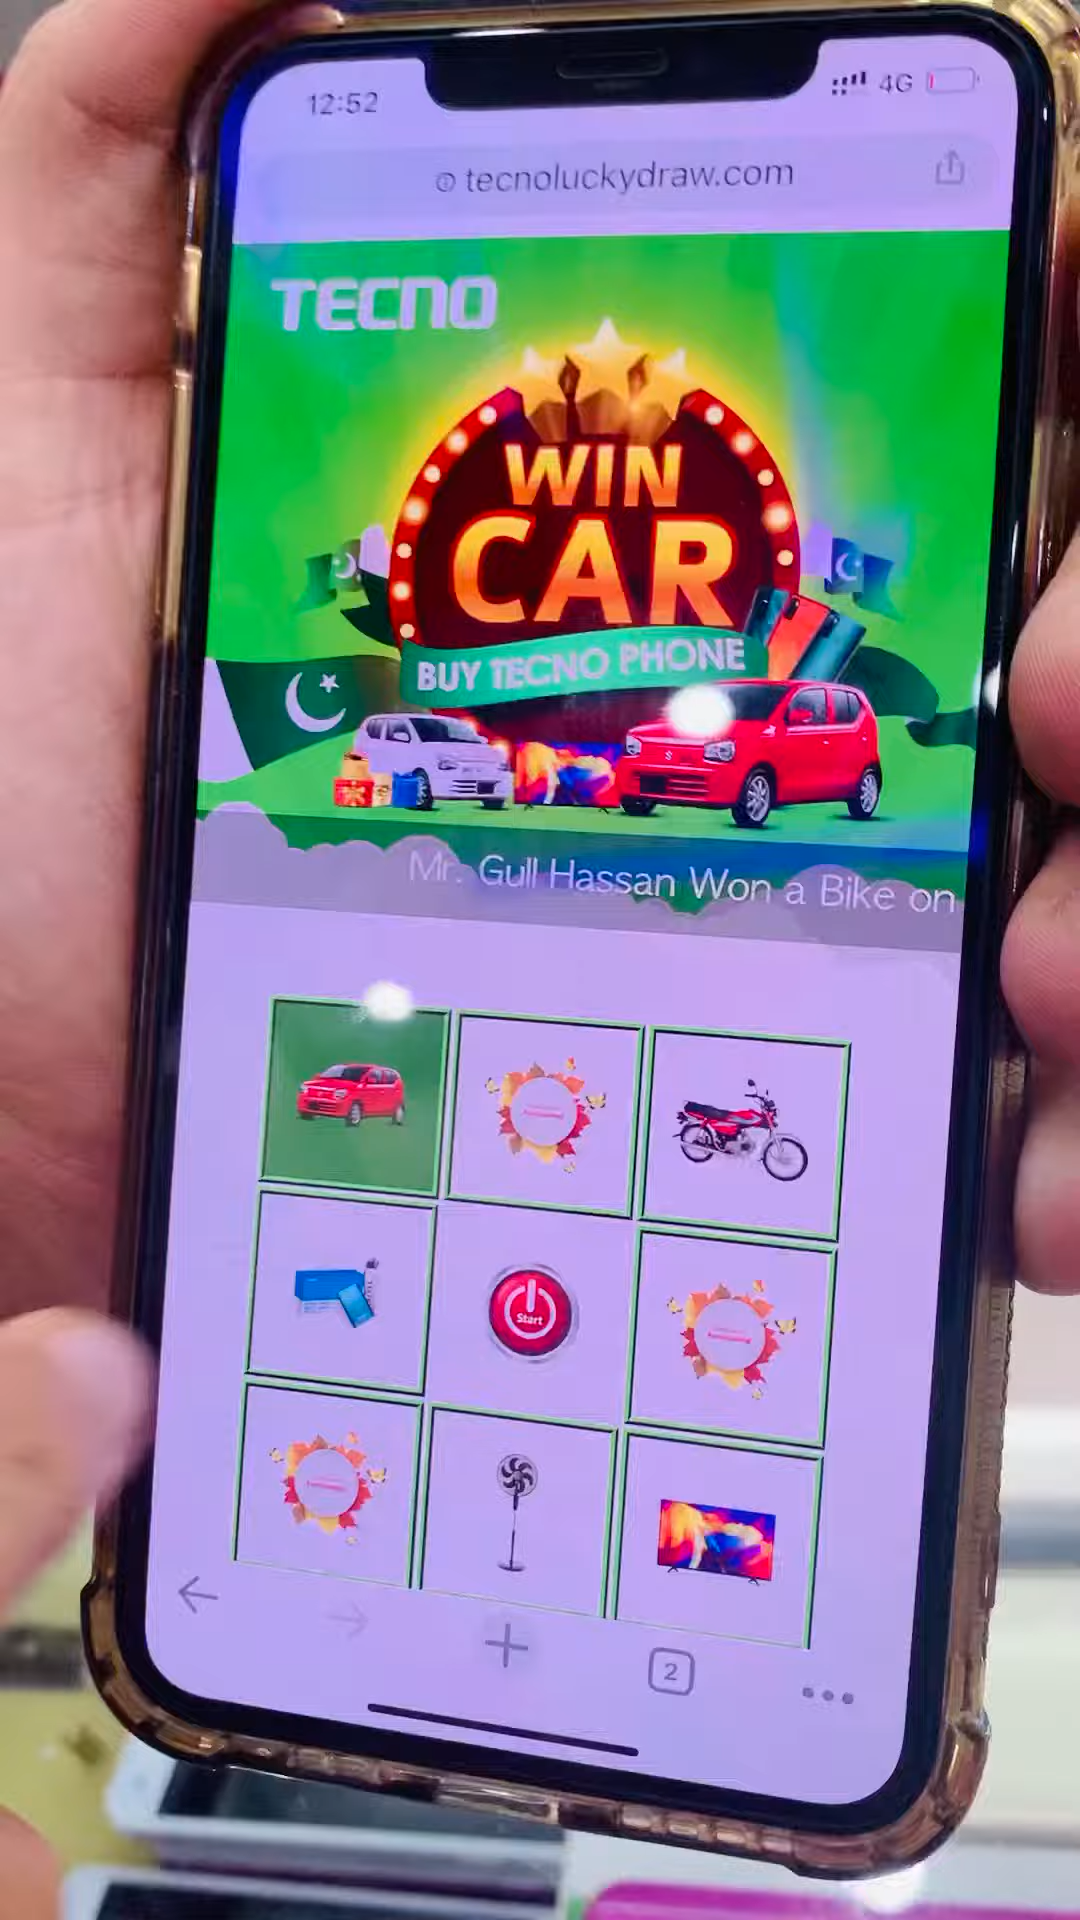 12:52
4G
tecnoluckydraw.com
TECNO
WIN
CAR
BUY TECNO PHONE
Mr. Gull Hassan Won a Bike on
Start
2